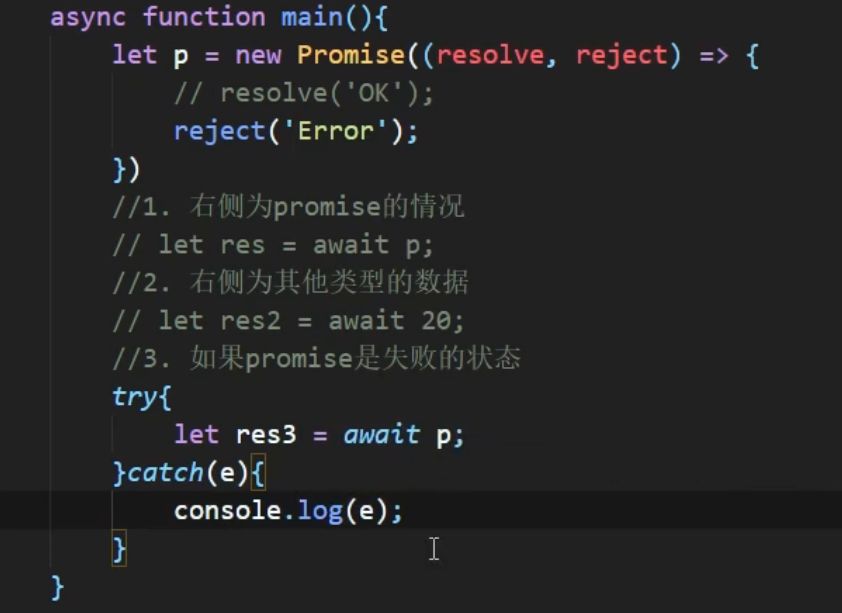 async function main(){
    let p = new Promise((resolve, reject) => {
        // resolve('OK');
        reject('Error');
    })
    //1. 右侧为promise的情况
    // let res = await p;
    //2. 右侧为其他类型的数据
    // let res2 = await 20;
    //3. 如果promise是失败的状态
    try{
        let res3 = await p;
    }catch(e){
        console.log(e);
    }
}